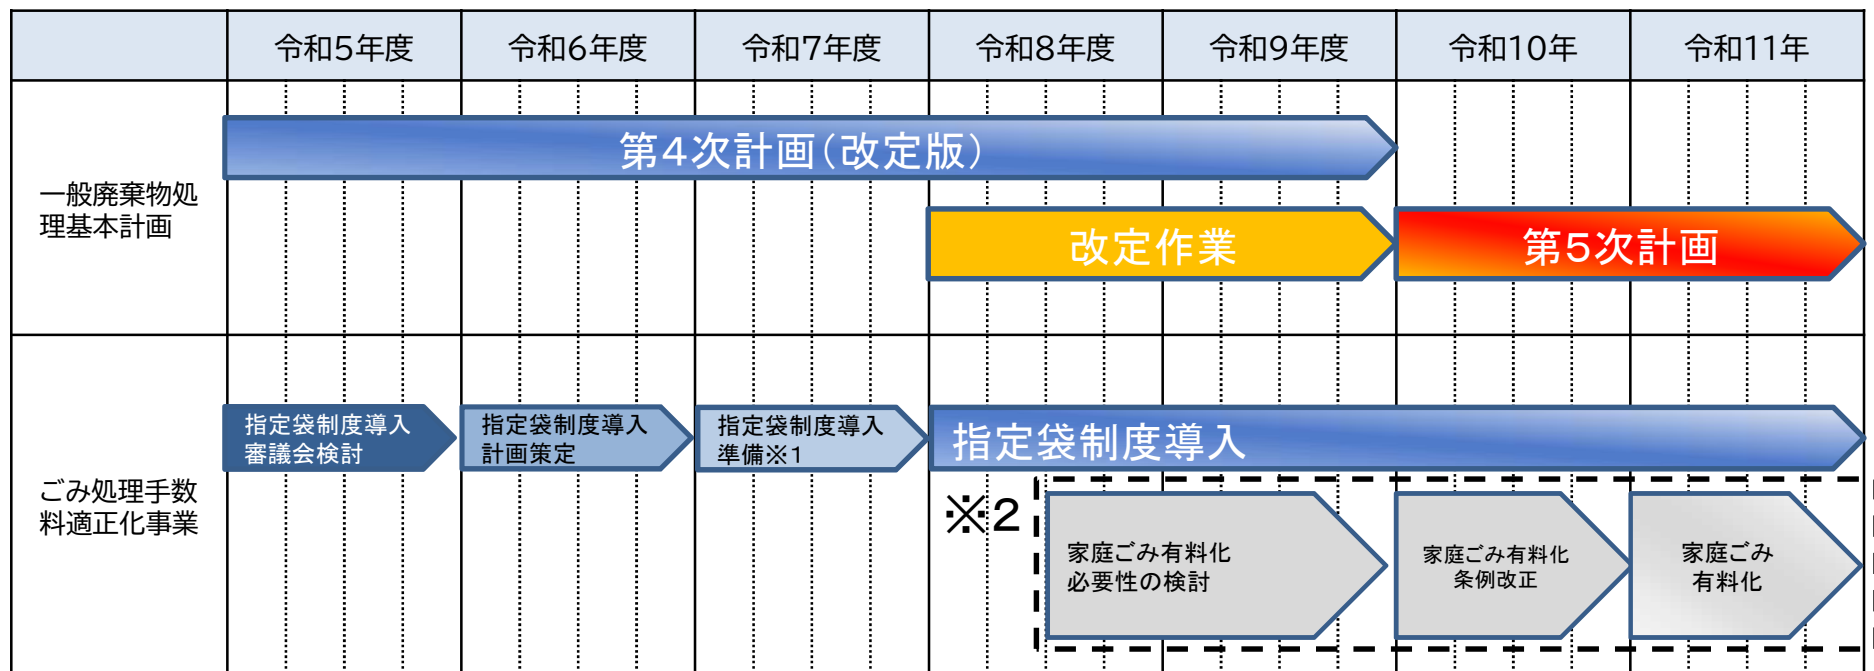 令和5年度
令和6年度
令和7年度
令和8年度
令和9年度
令和10年
令和11年
一般廃棄物処
理基本計画
第4次計画(改定版)
改定作業
第5次計画
ごみ処理手数
料適正化事業
指定袋制度導入
審議会検討
指定袋制度導入
計画策定
指定袋制度導入
準備※1
指定袋制度導入
※2
家庭ごみ有料化
必要性の検討
家庭ごみ有料化
条例改正
家庭ごみ
有料化